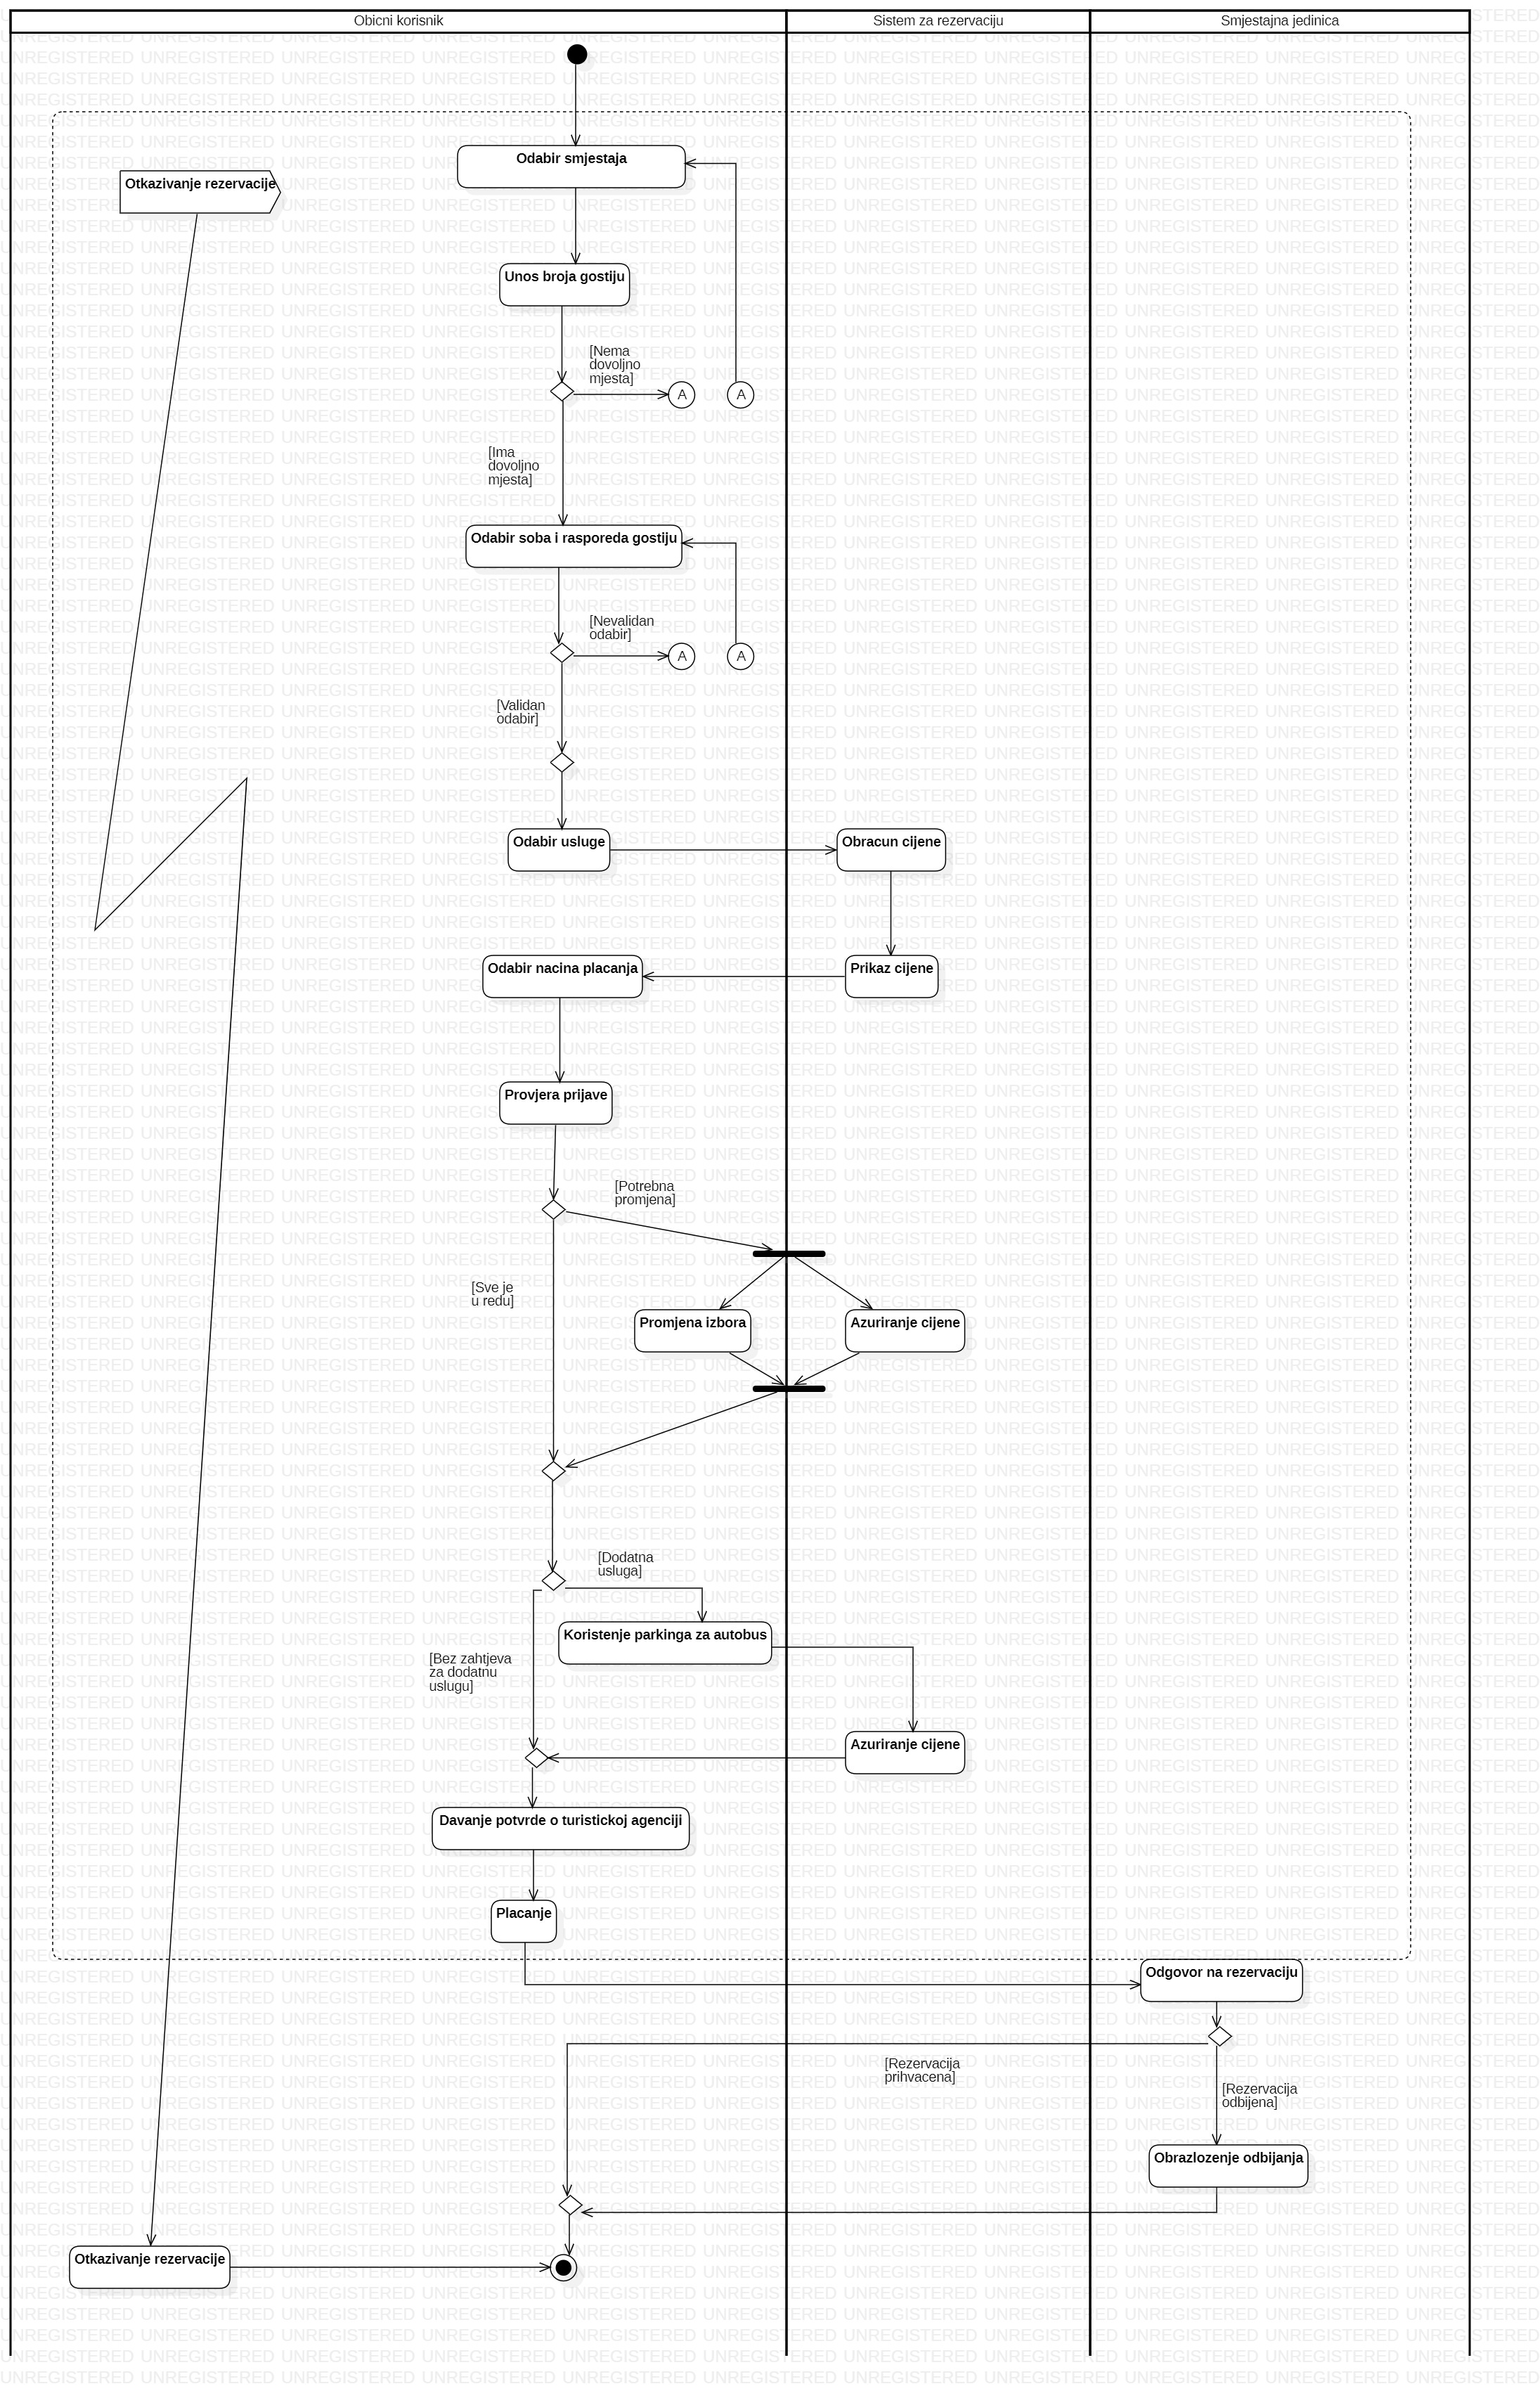 Obicni korisnik
Sistem za rezervaciju
Smjestajna jedinica
Odabir smjestaja
Otkazivanje rezervacije
Unos broja gostiju
[Nema
dovoljno
mjesta]
A
A
[Ima
dovoljno
mjesta]
Odabir soba i rasporeda gostiju
[Nevalidan
odabir]
A
A
[Validan
odabir]
Odabir usluge
Obracun cijene
Odabir nacina placanja
Prikaz cijene
Provjera prijave
[Potrebna
promjena]
[Sve je
u redu]
Promjena izbora
Azuriranje cijene
[Dodatna
usluga]
Koristenje parkinga za autobus
[Bez zahtjeva
za dodatnu
uslugu]
Azuriranje cijene
Davanje potvrde o turistickoj agenciji
Placanje
Odgovor na rezervaciju
[Rezervacija
prihvacena]
[Rezervacija
odbijena]
Obrazlozenje odbijanja
Otkazivanje rezervacije
UNREGISTERED